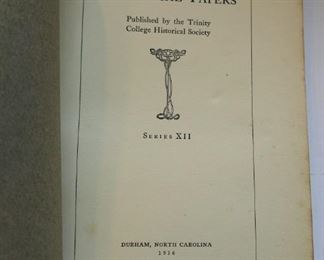 PAPERS
Published by the Trinity
College Historical Society
SERIES XII
DURHAM, NORTH CAROLINA
1916